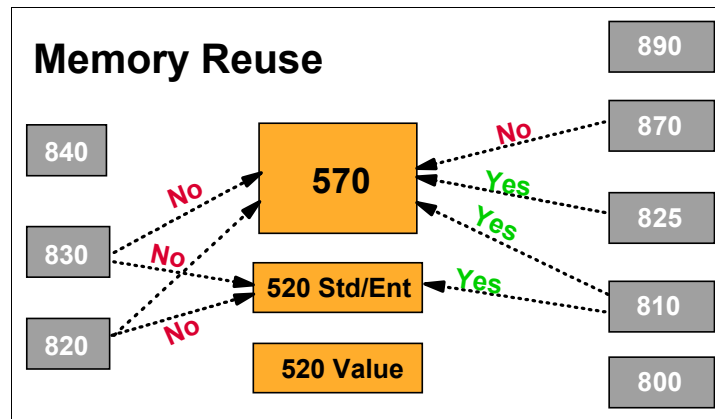 Memory Reuse
890
870
840
No
570
No
Yes
825
Yes
830
No
520 Std/Ent
Yes
810
820
No
520 Value
800